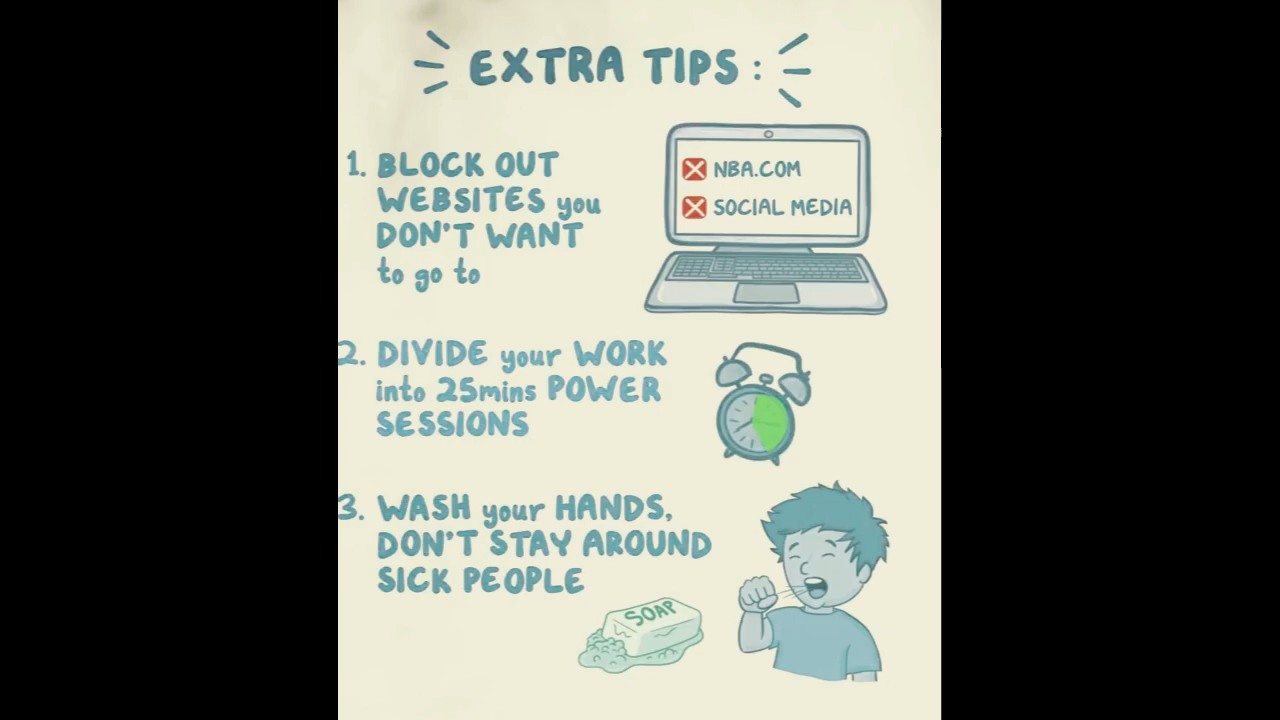 EXTRA TIPS:
1. BLOCK OUT
WEBSITES you
DON'T WANT
to go to
NBA.COM
SOCIAL MEDIA
2. DIVIDE your WORK
into 25mins POWER
SESSIONS
3. WASH your HANDS,
DON'T STAY AROUND
SICK PEOPLE
SOAP